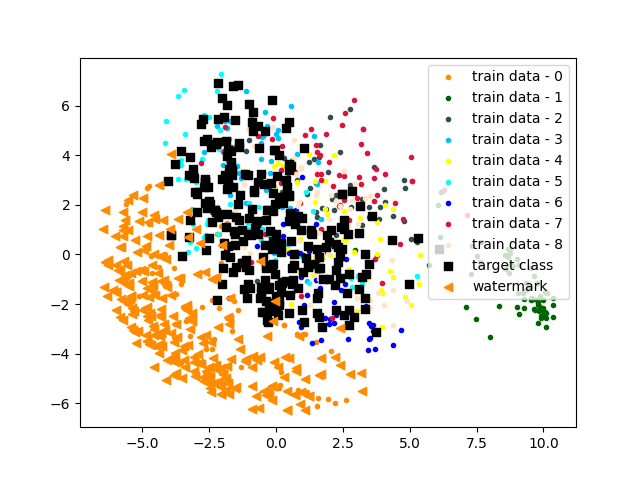 6
4
2
0
−2
−4
−6
−5.0
−2.5
0.0
2.5
5.0
7.5
10.0
train data - 0
train data - 1
train data - 2
train data - 3
train data - 4
train data - 5
train data - 6
train data - 7
train data - 8
target class
watermark